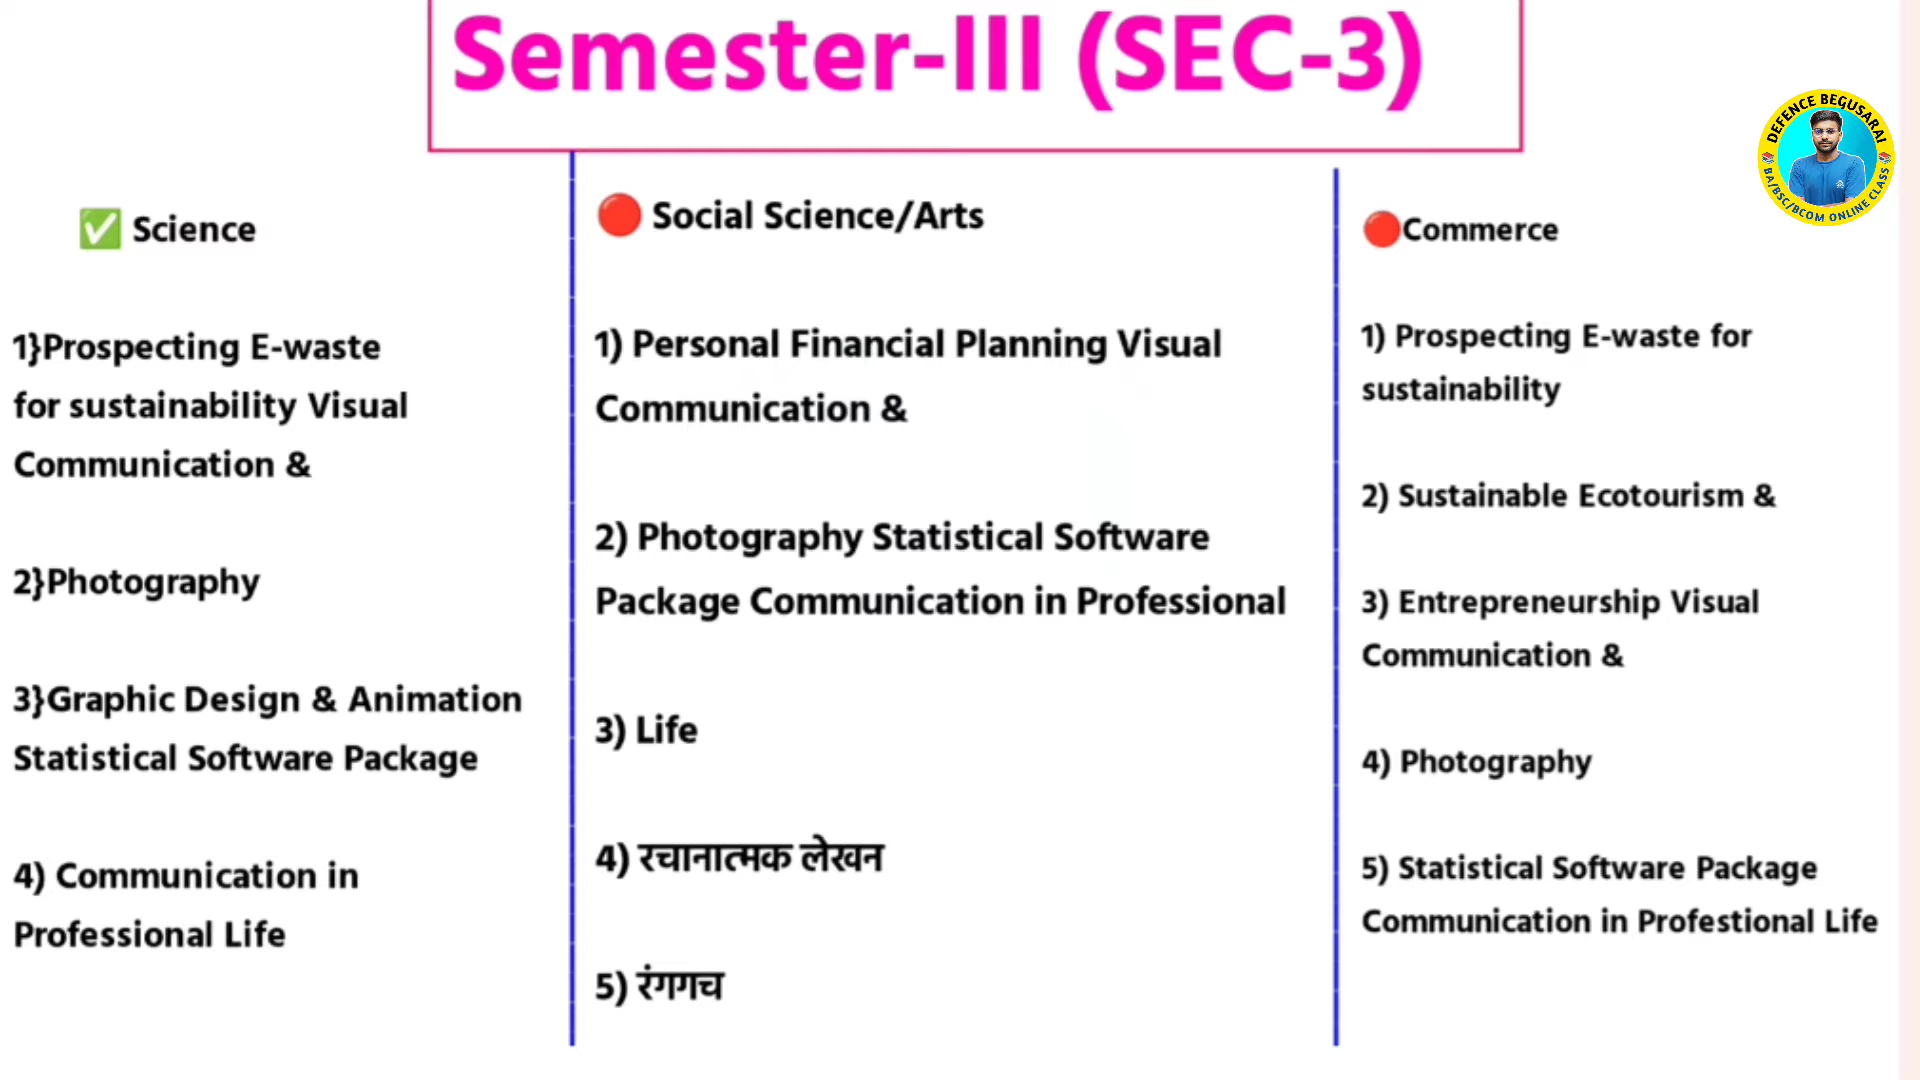 Semester-III (SEC-3)
DEFENCE BEGUSARAI
BA/BSC/BCOM ONLINE CLASS
✅ Science
1}Prospecting E-waste
for sustainability Visual
Communication &
2}Photography
3}Graphic Design & Animation
Statistical Software Package
4) Communication in
Professional Life
🔴 Social Science/Arts
1) Personal Financial Planning Visual
Communication &
2) Photography Statistical Software
Package Communication in Professional
3) Life
4) रचानात्मक लेखन
5) रंगगच
🔴Commerce
1) Prospecting E-waste for
sustainability
2) Sustainable Ecotourism &
3) Entrepreneurship Visual
Communication &
4) Photography
5) Statistical Software Package
Communication in Profestional Life